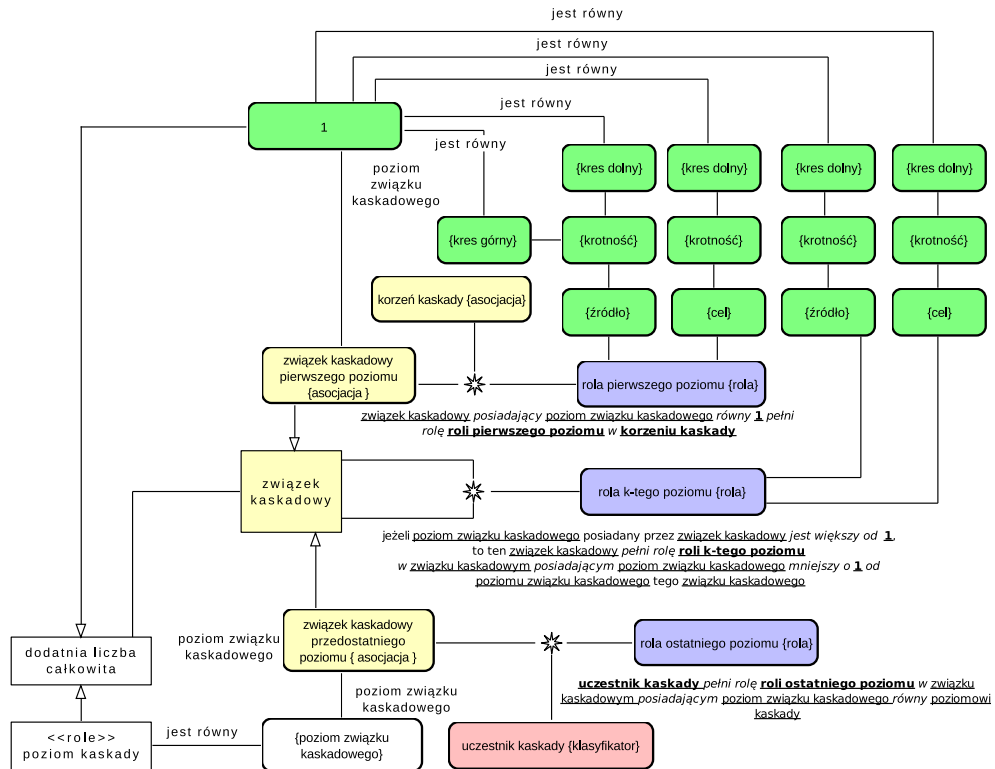 jest równy
jest równy
jest równy
jest równy
1
jest równy
poziom
związku
kaskadowego
{kres dolny}
{kres dolny}
{kres dolny}
{kres dolny}
{kres górny}
{krotność}
{krotność}
{krotność}
{krotność}
korzeń kaskady {asocjacja}
{źródło}
{cel}
{źródło}
{cel}
związek kaskadowy
pierwszego poziomu
{asocjacja }
rola pierwszego poziomu {rola}
związek kaskadowy posiadający poziom związku kaskadowego równy 1 pełni
rolę roli pierwszego poziomu w korzeniu kaskady
związek
kaskadowy
rola k-tego poziomu {rola}
jeżeli poziom związku kaskadowego posiadany przez związek kaskadowy jest większy od 1,
to ten związek kaskadowy pełni rolę roli k-tego poziomu
w związku kaskadowym posiadającym poziom związku kaskadowego mniejszy o 1 od
poziomu związku kaskadowego tego związku kaskadowego
związek kaskadowy
przedostatniego
poziomu { asocjacja }
poziom związku
kaskadowego
rola ostatniego poziomu {rola}
dodatnia liczba
całkowita
uczestnik kaskady pełni rolę roli ostatniego poziomu w związku
kaskadowym posiadającym poziom związku kaskadowego równy poziomowi
kaskady
poziom związku
kaskadowego
<<role>>
poziom kaskady
jest równy
{poziom związku
kaskadowego}
uczestnik kaskady {klasyfikator}